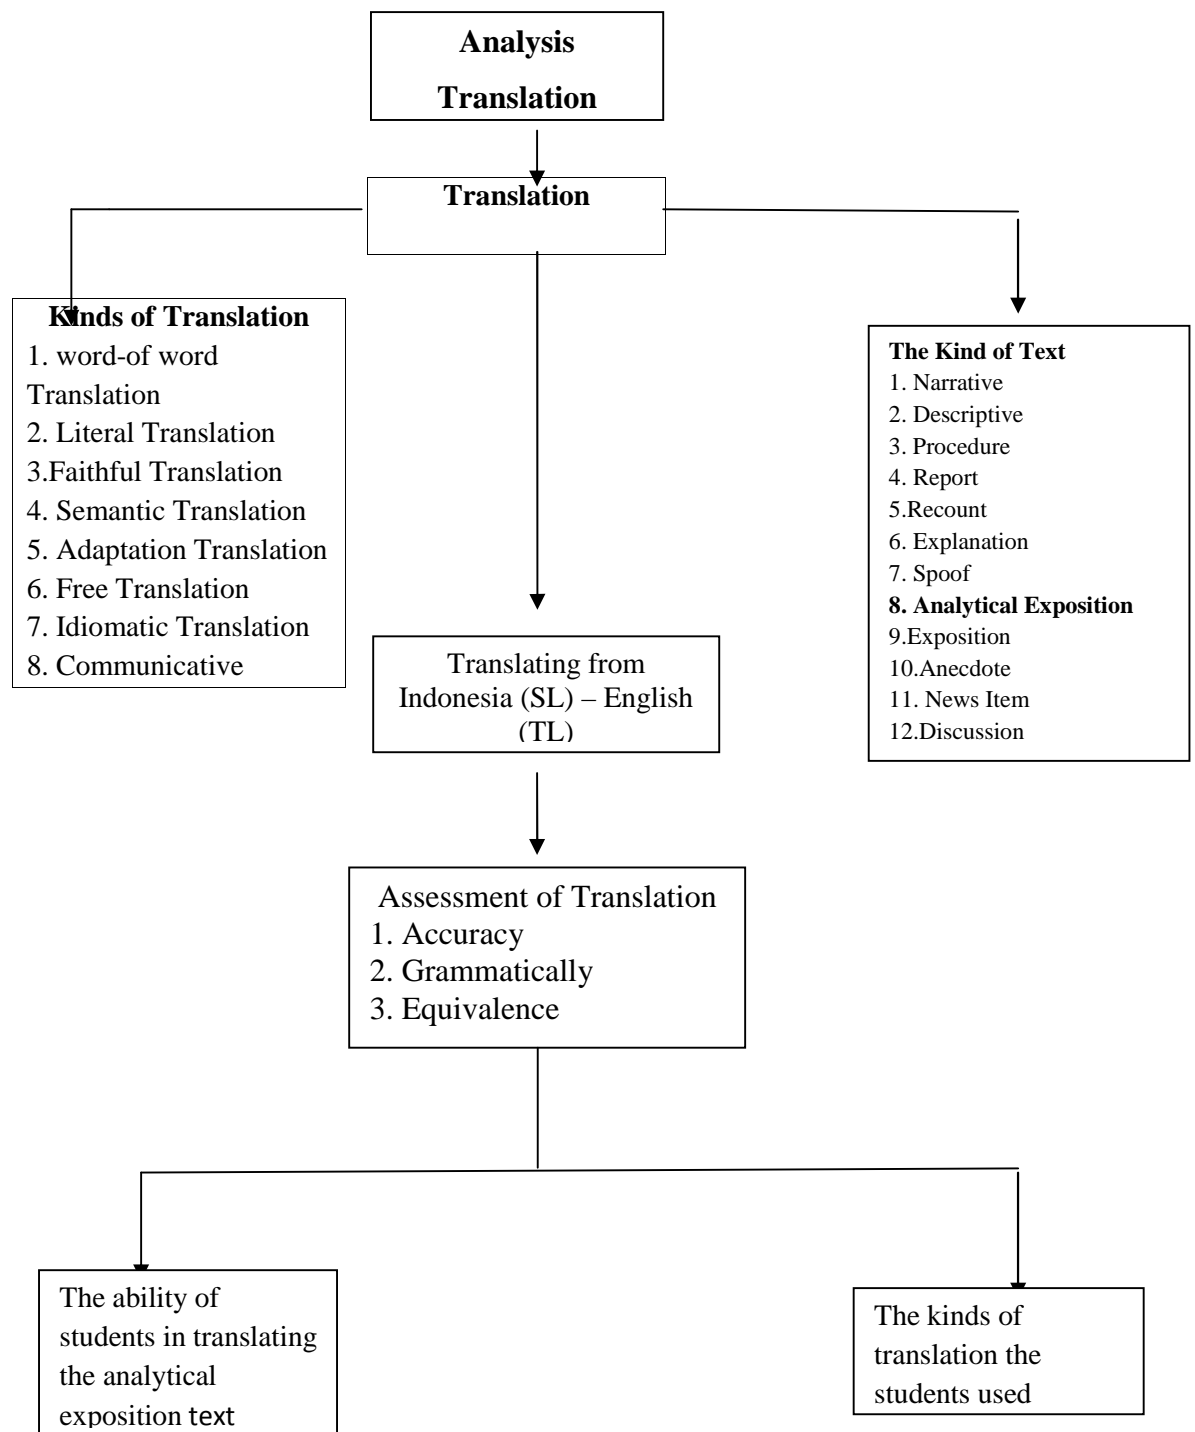 Analysis
Translation
Translation
Kinds of Translation
1. word-of word
Translation
2. Literal Translation
3.Faithful Translation
4. Semantic Translation
5. Adaptation Translation
6. Free Translation
7. Idiomatic Translation
8. Communicative
The Kind of Text
1. Narrative
2. Descriptive
3. Procedure
4. Report
5.Recount
6. Explanation
7. Spoof
8. Analytical Exposition
9.Exposition
10.Anecdote
11. News Item
12.Discussion
Translating from
Indonesia (SL) – English
(TL)
Assessment of Translation
1. Accuracy
2. Grammatically
3. Equivalence
The ability of
students in translating
the analytical
exposition text
The kinds of
translation the
students used